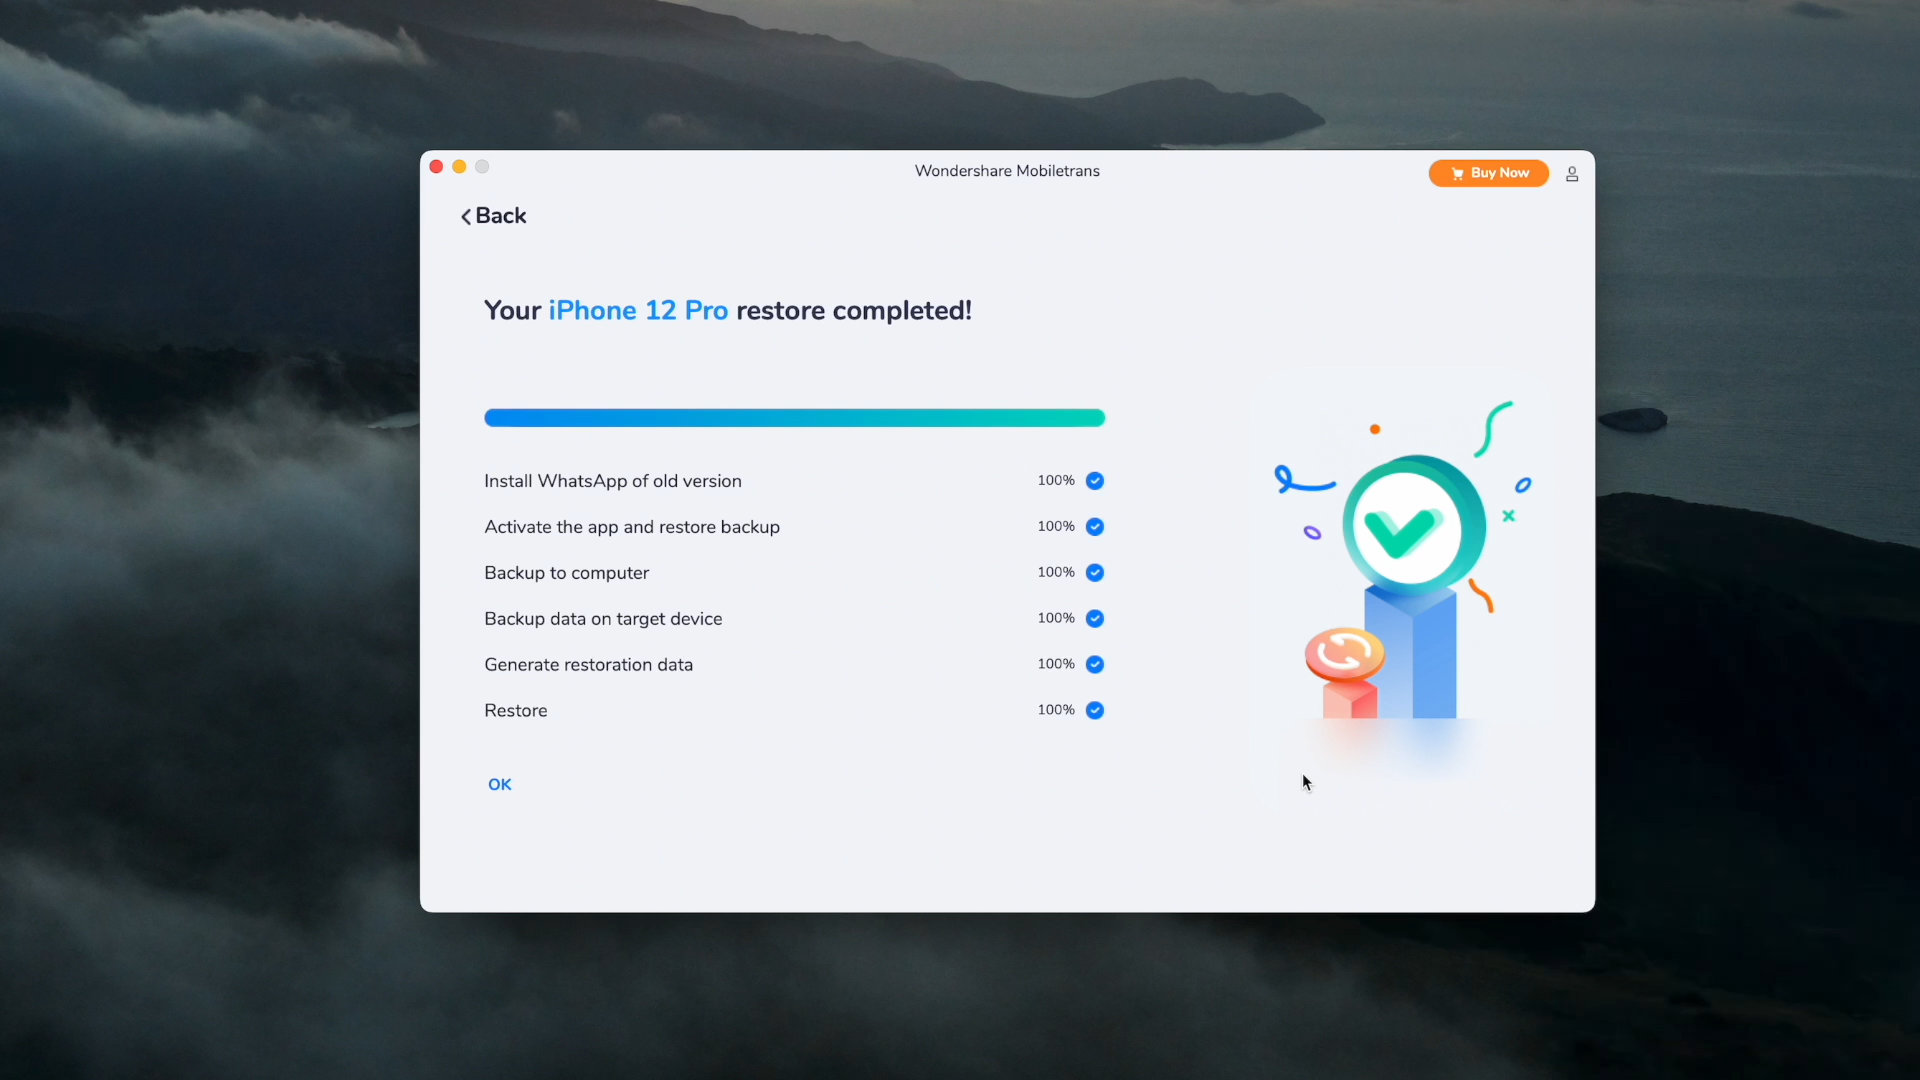 Wondershare Mobiletrans
Buy Now
Back
Your iPhone 12 Pro restore completed!
Install WhatsApp of old version 100%
Activate the app and restore backup 100%
Backup to computer 100%
Backup data on target device 100%
Generate restoration data 100%
Restore 100%
OK